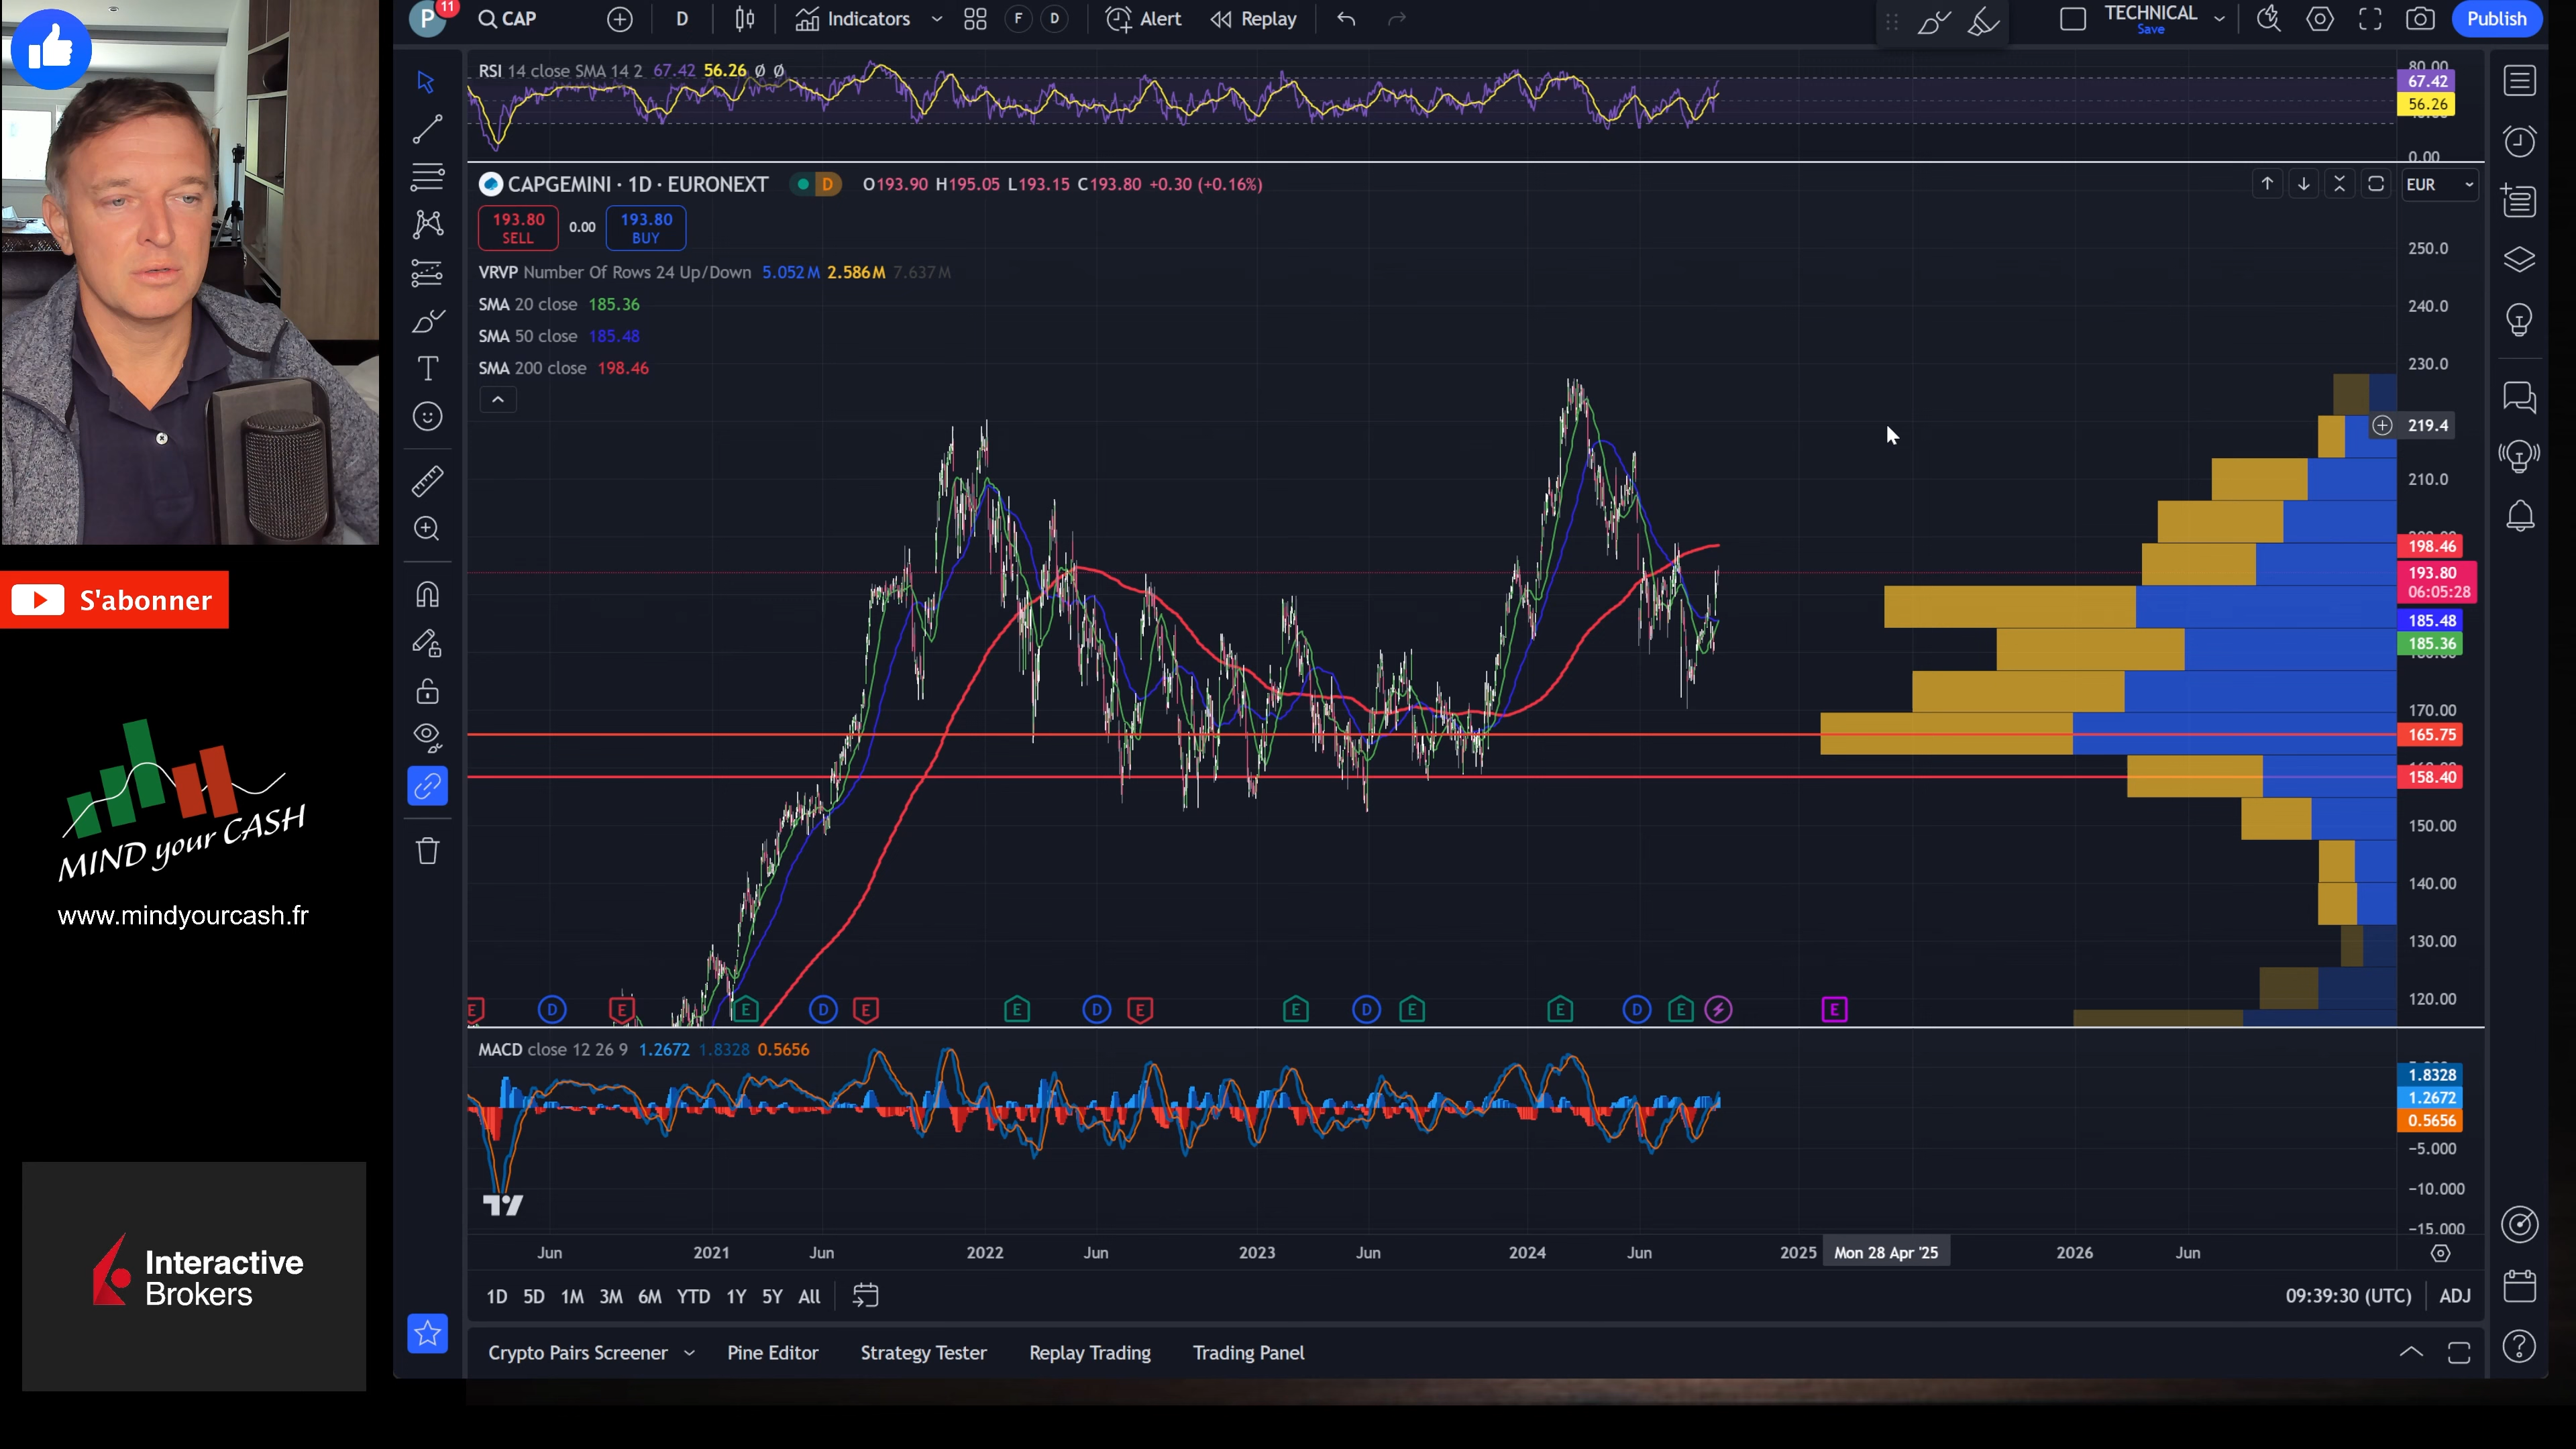 P
11
CAP
D
Indicators
F
D
Alert
Replay
TECHNICAL
Save
Publish
RSI 14 close SMA 14 2 67.42 56.26 Ø Ø
80.00
67.42
56.26
0.00
CAPGEMINI · 1D · EURONEXT
D
O193.90 H195.05 L193.15 C193.80 +0.30 (+0.16%)
EUR
193.80
SELL
0.00
193.80
BUY
VRVP Number Of Rows 24 Up/Down 5.052M 2.586M 7.637M
SMA 20 close 185.36
SMA 50 close 185.48
SMA 200 close 198.46
250.0
240.0
230.0
219.4
210.0
198.46
193.80
06:05:28
185.48
185.36
170.00
165.75
158.40
150.00
140.00
130.00
120.00
E D E E D E E D E E D E E D E E
MACD close 12 26 9 1.2672 1.8328 0.5656
1.8328
1.2672
0.5656
−5.000
−10.000
−15.000
Jun 2021 Jun 2022 Jun 2023 Jun 2024 Jun 2025 Mon 28 Apr '25 2026 Jun
1D 5D 1M 3M 6M YTD 1Y 5Y All
09:39:30 (UTC) ADJ
Crypto Pairs Screener Pine Editor Strategy Tester Replay Trading Trading Panel
S'abonner
MIND your CASH
www.mindyourcash.fr
Interactive
Brokers